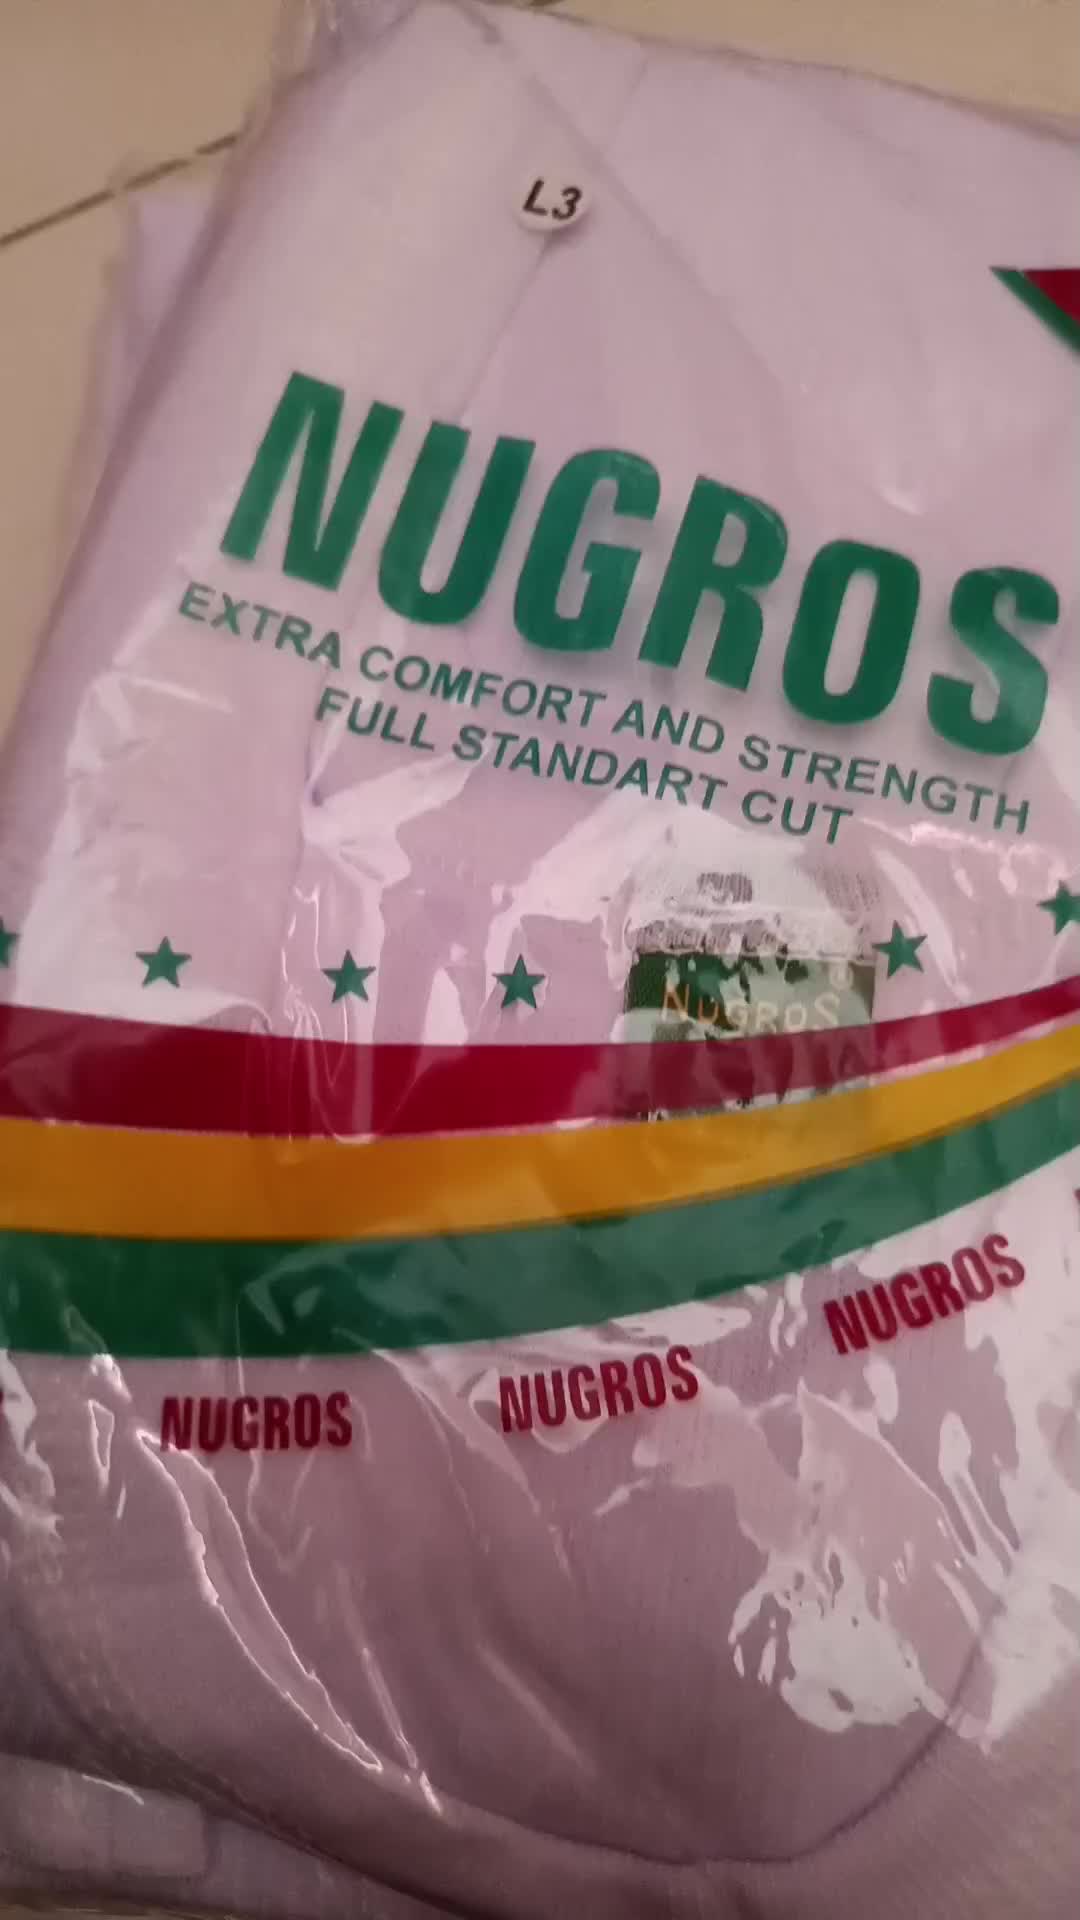 L3
NUGROS
EXTRA COMFORT AND STRENGTH
FULL STANDART CUT
NUGROS
NUGROS NUGROS NUGROS